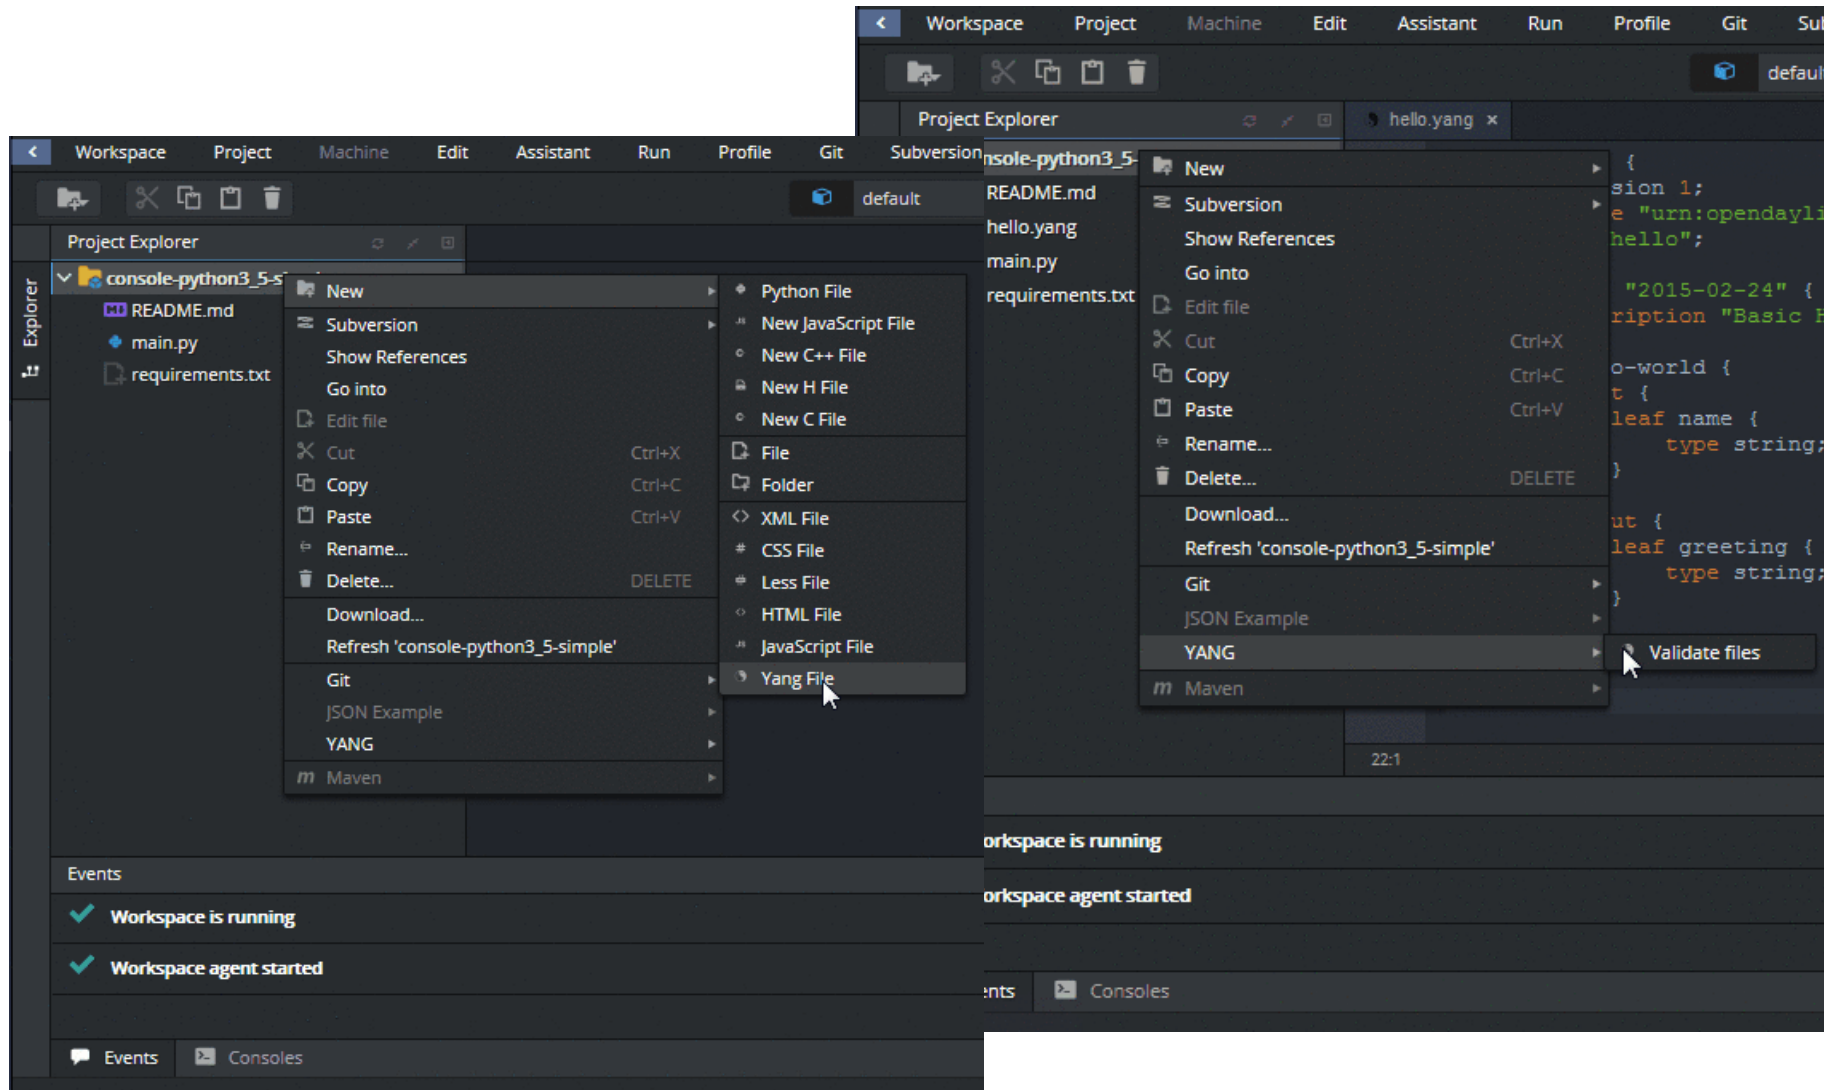 Workspace Project Machine Edit Assistant Run Profile Git Subversion
default
Project Explorer
Explorer
console-python3_5-s
README.md
main.py
requirements.txt
New
Subversion
Show References
Go into
Edit file
Cut Ctrl+X
Copy Ctrl+C
Paste Ctrl+V
Rename...
Delete... DELETE
Download...
Refresh 'console-python3_5-simple'
Git
JSON Example
YANG
Maven
Python File
New JavaScript File
New C++ File
New H File
New C File
File
Folder
XML File
CSS File
Less File
HTML File
JavaScript File
Yang File
Events
Workspace is running
Workspace agent started
Events Consoles
Workspace Project Machine Edit Assistant Run Profile Git Su
defaul
Project Explorer
hello.yang ×
nsole-python3_5-
README.md
hello.yang
main.py
requirements.txt
New
Subversion
Show References
Go into
Edit file
Cut Ctrl+X
Copy Ctrl+C
Paste Ctrl+V
Rename...
Delete... DELETE
Download...
Refresh 'console-python3_5-simple'
Git
JSON Example
YANG
Maven
Validate files
{
sion 1;
e "urn:opendayli
hello";
"2015-02-24" {
ription "Basic H
o-world {
t {
leaf name {
type string;
}
ut {
leaf greeting {
type string;
}
22:1
orkspace is running
orkspace agent started
ents Consoles